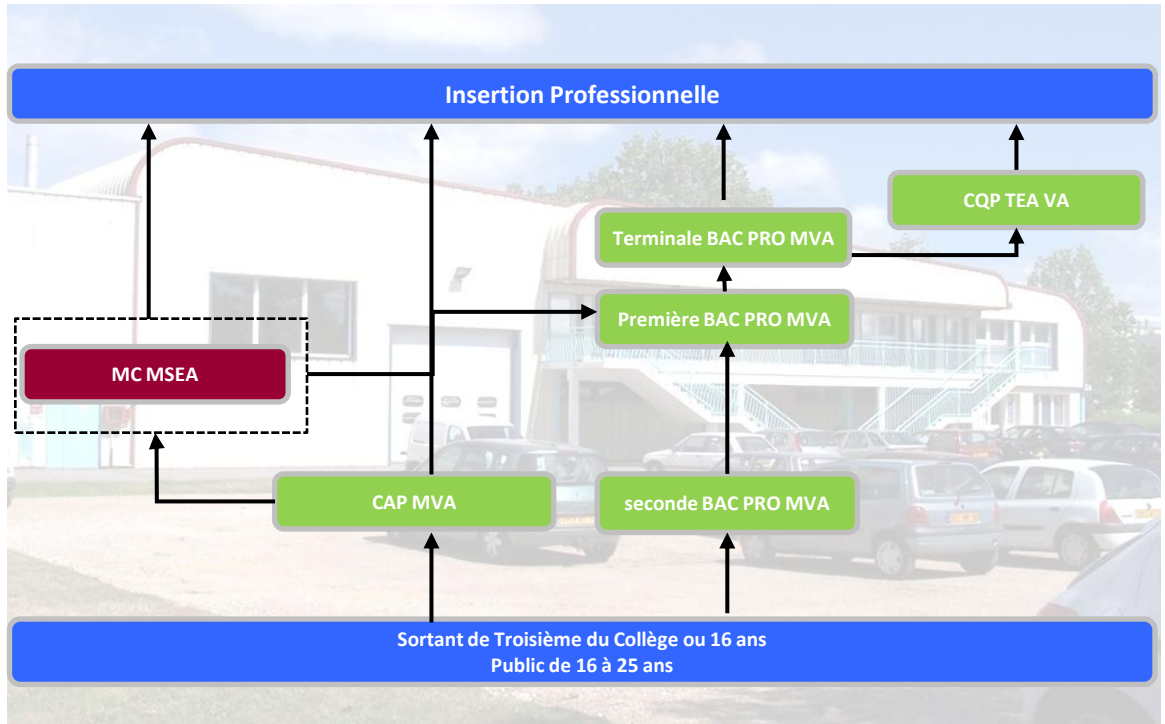 Insertion Professionnelle
CQP TEA VA
Terminale BAC PRO MVA
Première BAC PRO MVA
MC MSEA
CAP MVA
seconde BAC PRO MVA
Sortant de Troisième du Collège ou 16 ans
Public de 16 à 25 ans